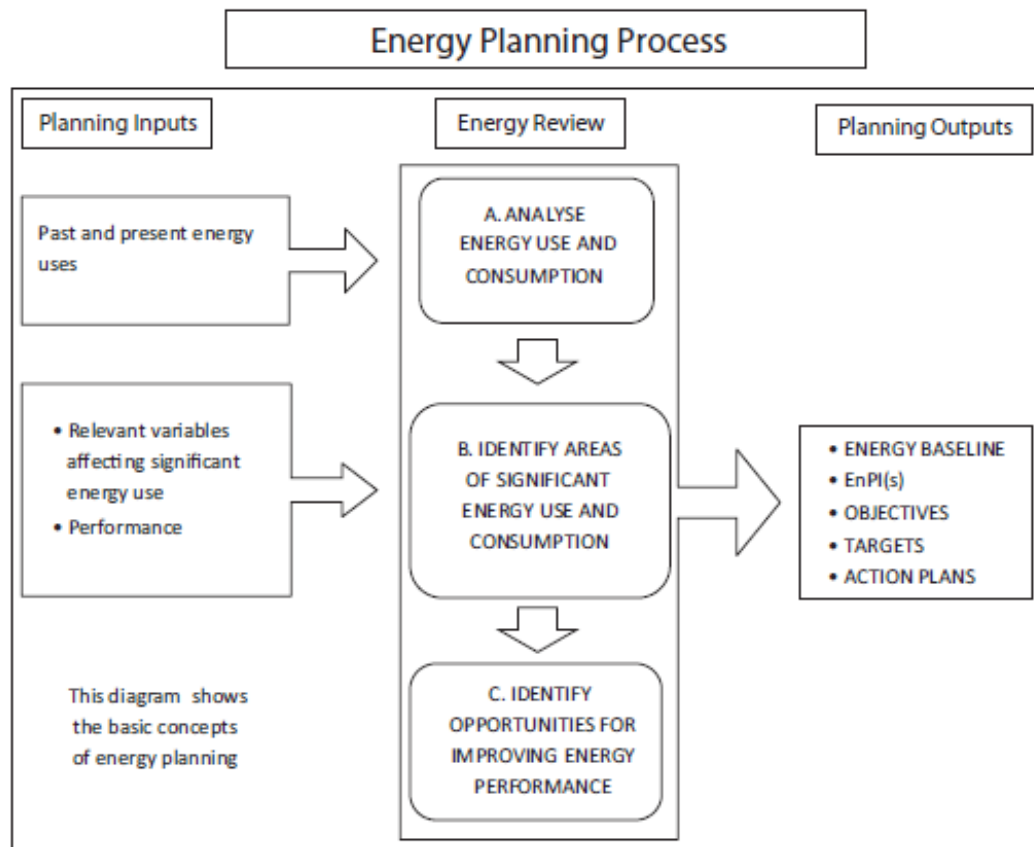 Energy Planning Process
Planning Inputs
Energy Review
Planning Outputs
Past and present energy
uses
A. ANALYSE
ENERGY USE AND
CONSUMPTION
• Relevant variables
affecting significant
energy use
• Performance
B. IDENTIFY AREAS
OF SIGNIFICANT
ENERGY USE AND
CONSUMPTION
• ENERGY BASELINE
• EnPI(s)
• OBJECTIVES
• TARGETS
• ACTION PLANS
This diagram shows
the basic concepts
of energy planning
C. IDENTIFY
OPPORTUNITIES FOR
IMPROVING ENERGY
PERFORMANCE